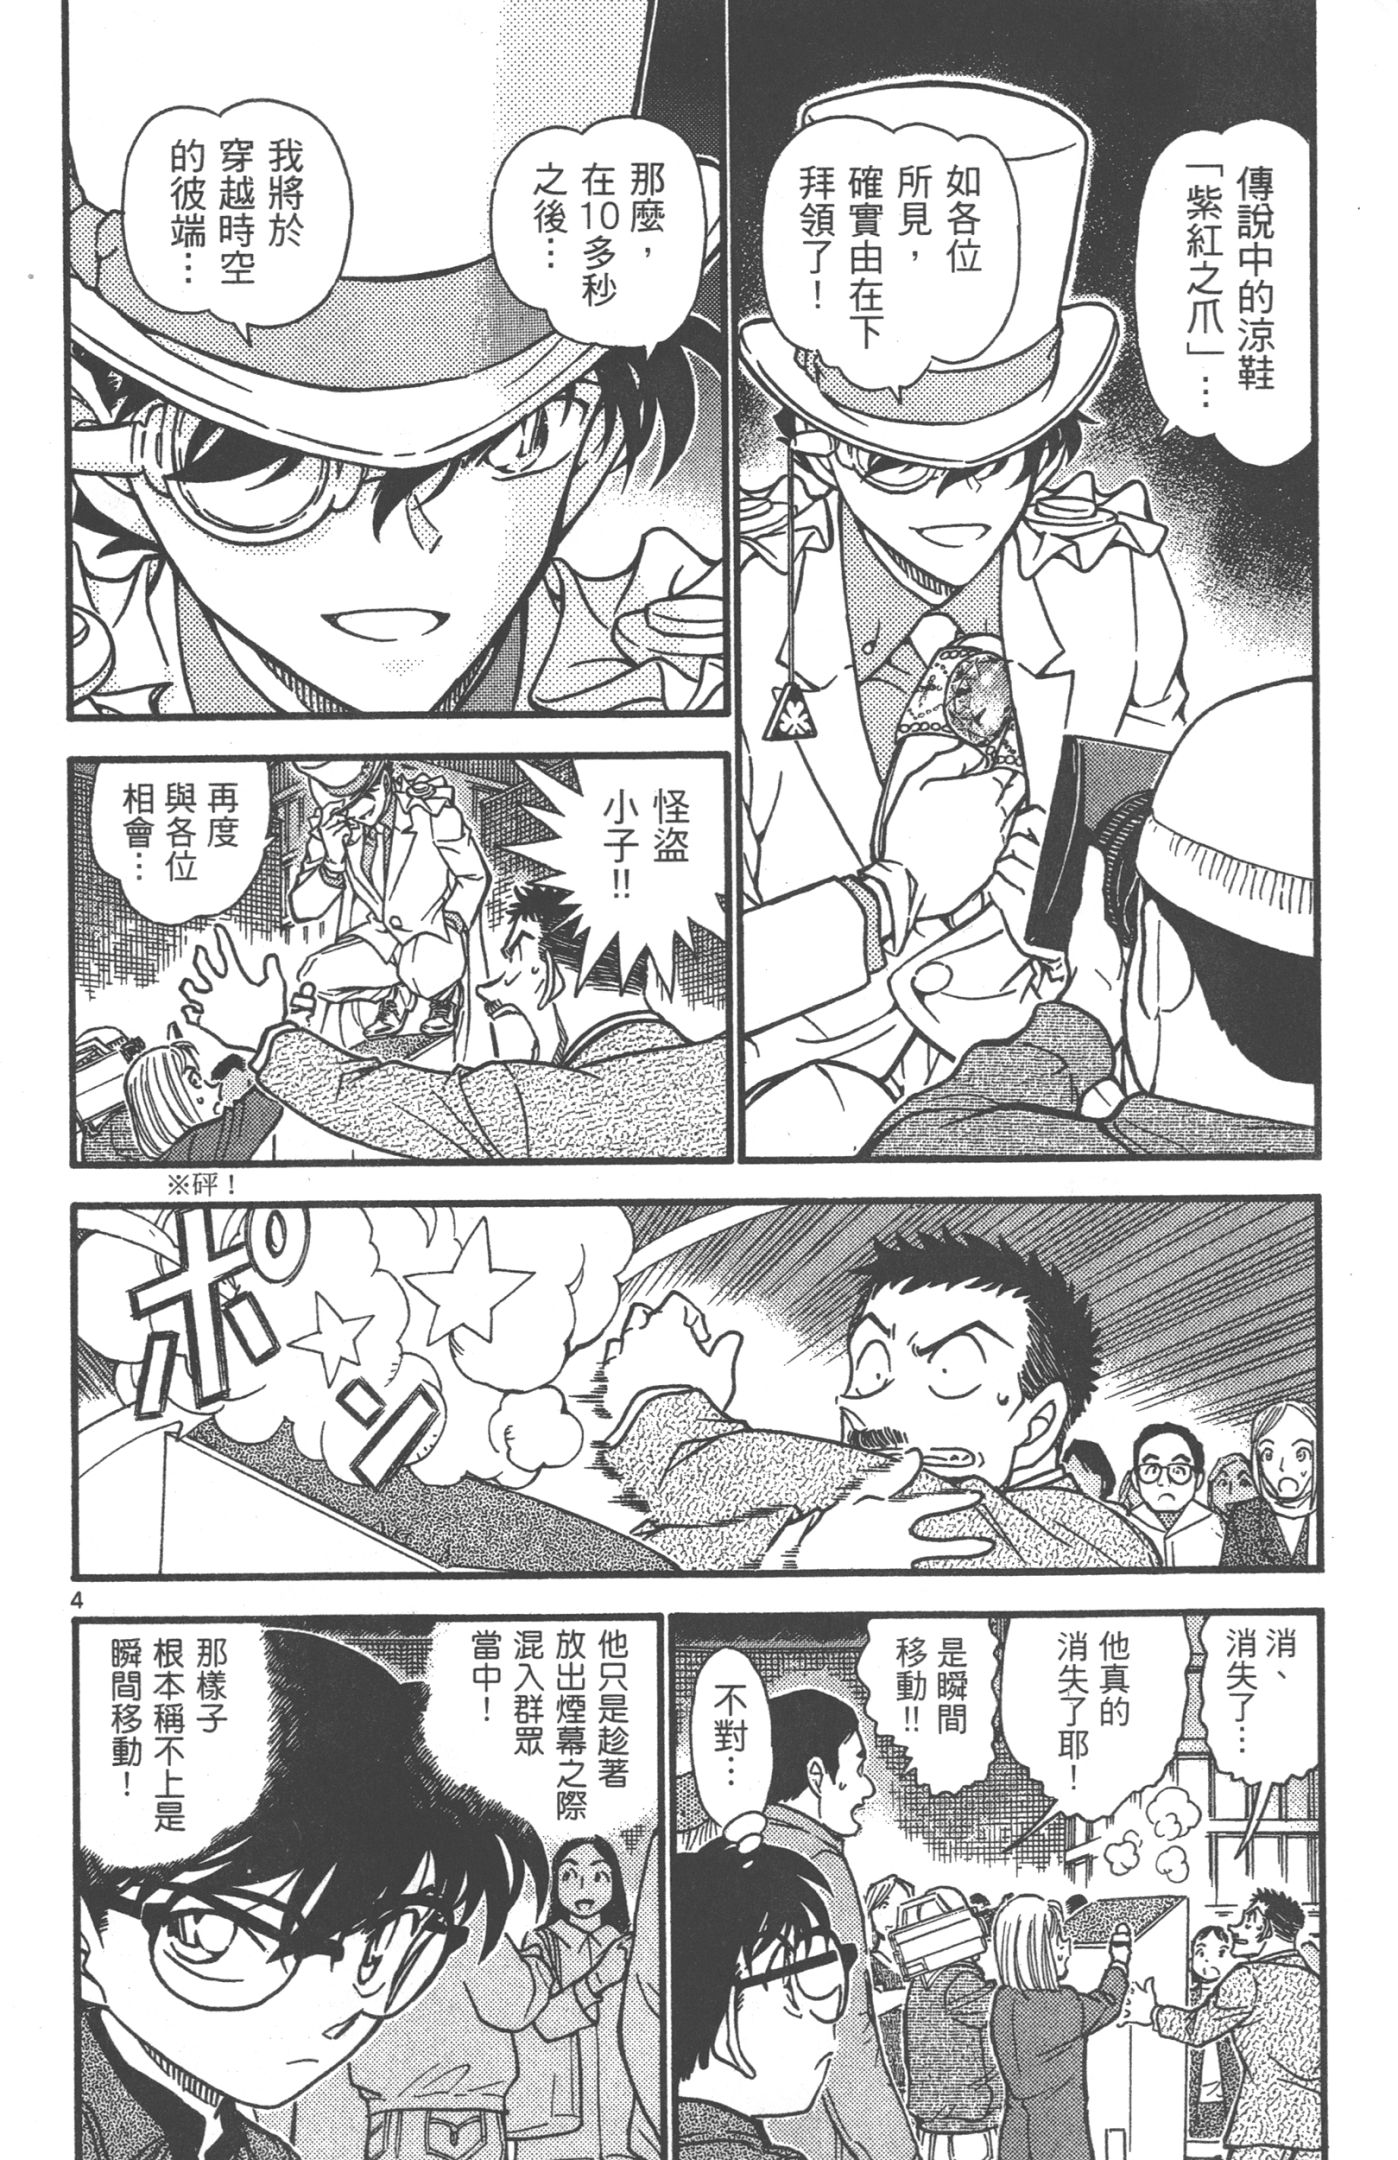 傳說中的涼鞋
「紫紅之爪」…
如各位
所見，
確實由在下
拜領了！
那麼，
在10多秒
之後…
我將於
穿越時空
的彼端…
怪盜
小子!!
再度
與各位
相會…
※砰！
ポン
消、
消失了…
他真的
消失了耶！
是瞬間
移動!!
不對…
他只是趁著
放出煙幕之際
混入群眾
當中！
那樣子
根本稱不上是
瞬間移動！
4